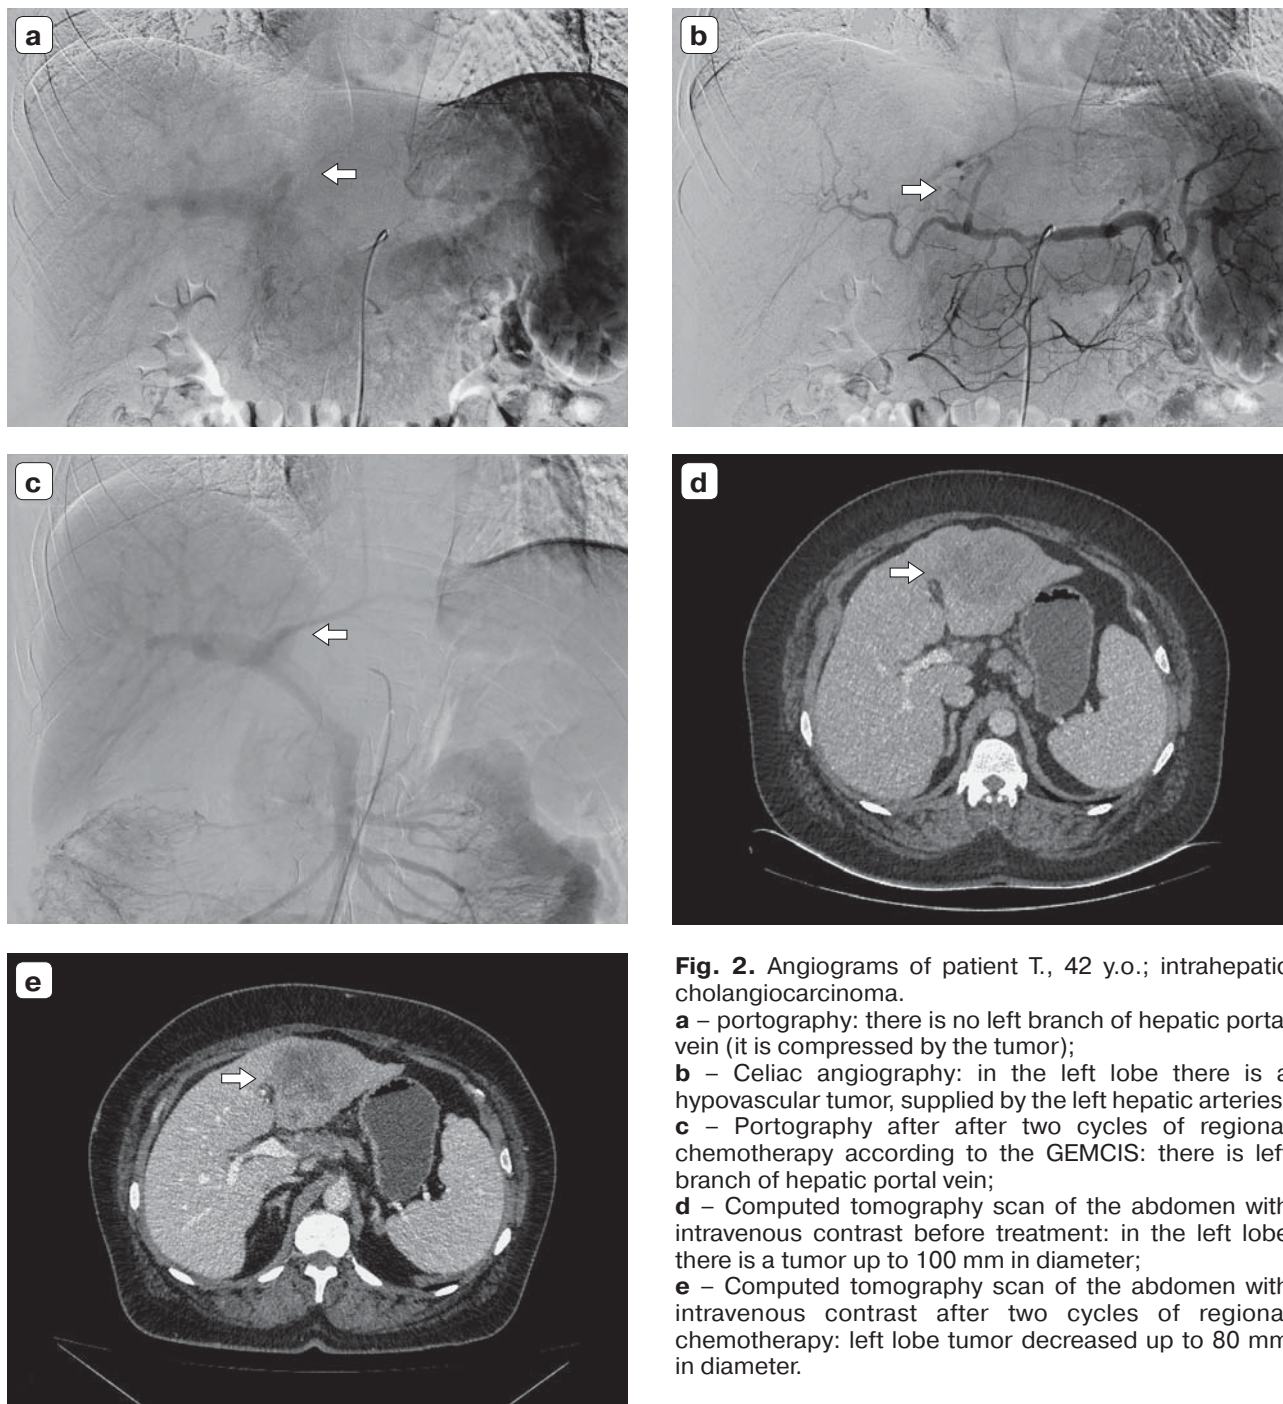 a
b
c
d
e
Fig. 2. Angiograms of patient T., 42 y.o.; intrahepatic
cholangiocarcinoma.
a – portography: there is no left branch of hepatic porta
vein (it is compressed by the tumor);
b – Celiac angiography: in the left lobe there is a
hypovascular tumor, supplied by the left hepatic arteries
c – Portography after after two cycles of regiona
chemotherapy according to the GEMCIS: there is left
branch of hepatic portal vein;
d – Computed tomography scan of the abdomen with
intravenous contrast before treatment: in the left lobe
there is a tumor up to 100 mm in diameter;
e – Computed tomography scan of the abdomen with
intravenous contrast after two cycles of regiona
chemotherapy: left lobe tumor decreased up to 80 mm
in diameter.